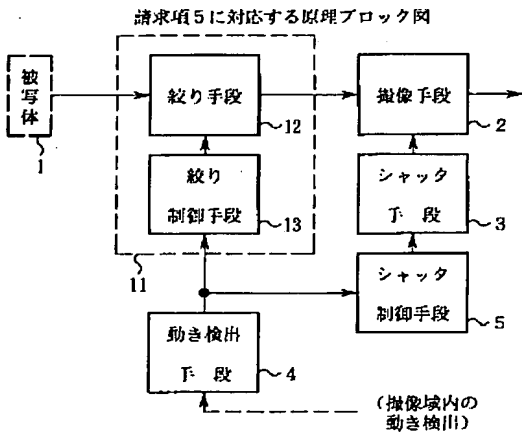 請求項5に対応する原理ブロック図
被写体
1
絞り手段
12
撮像手段
2
絞り
制御手段
13
シャッタ
手段
3
11
シャッタ
制御手段
5
動き検出
手段
4
(撮像域内の
動き検出)